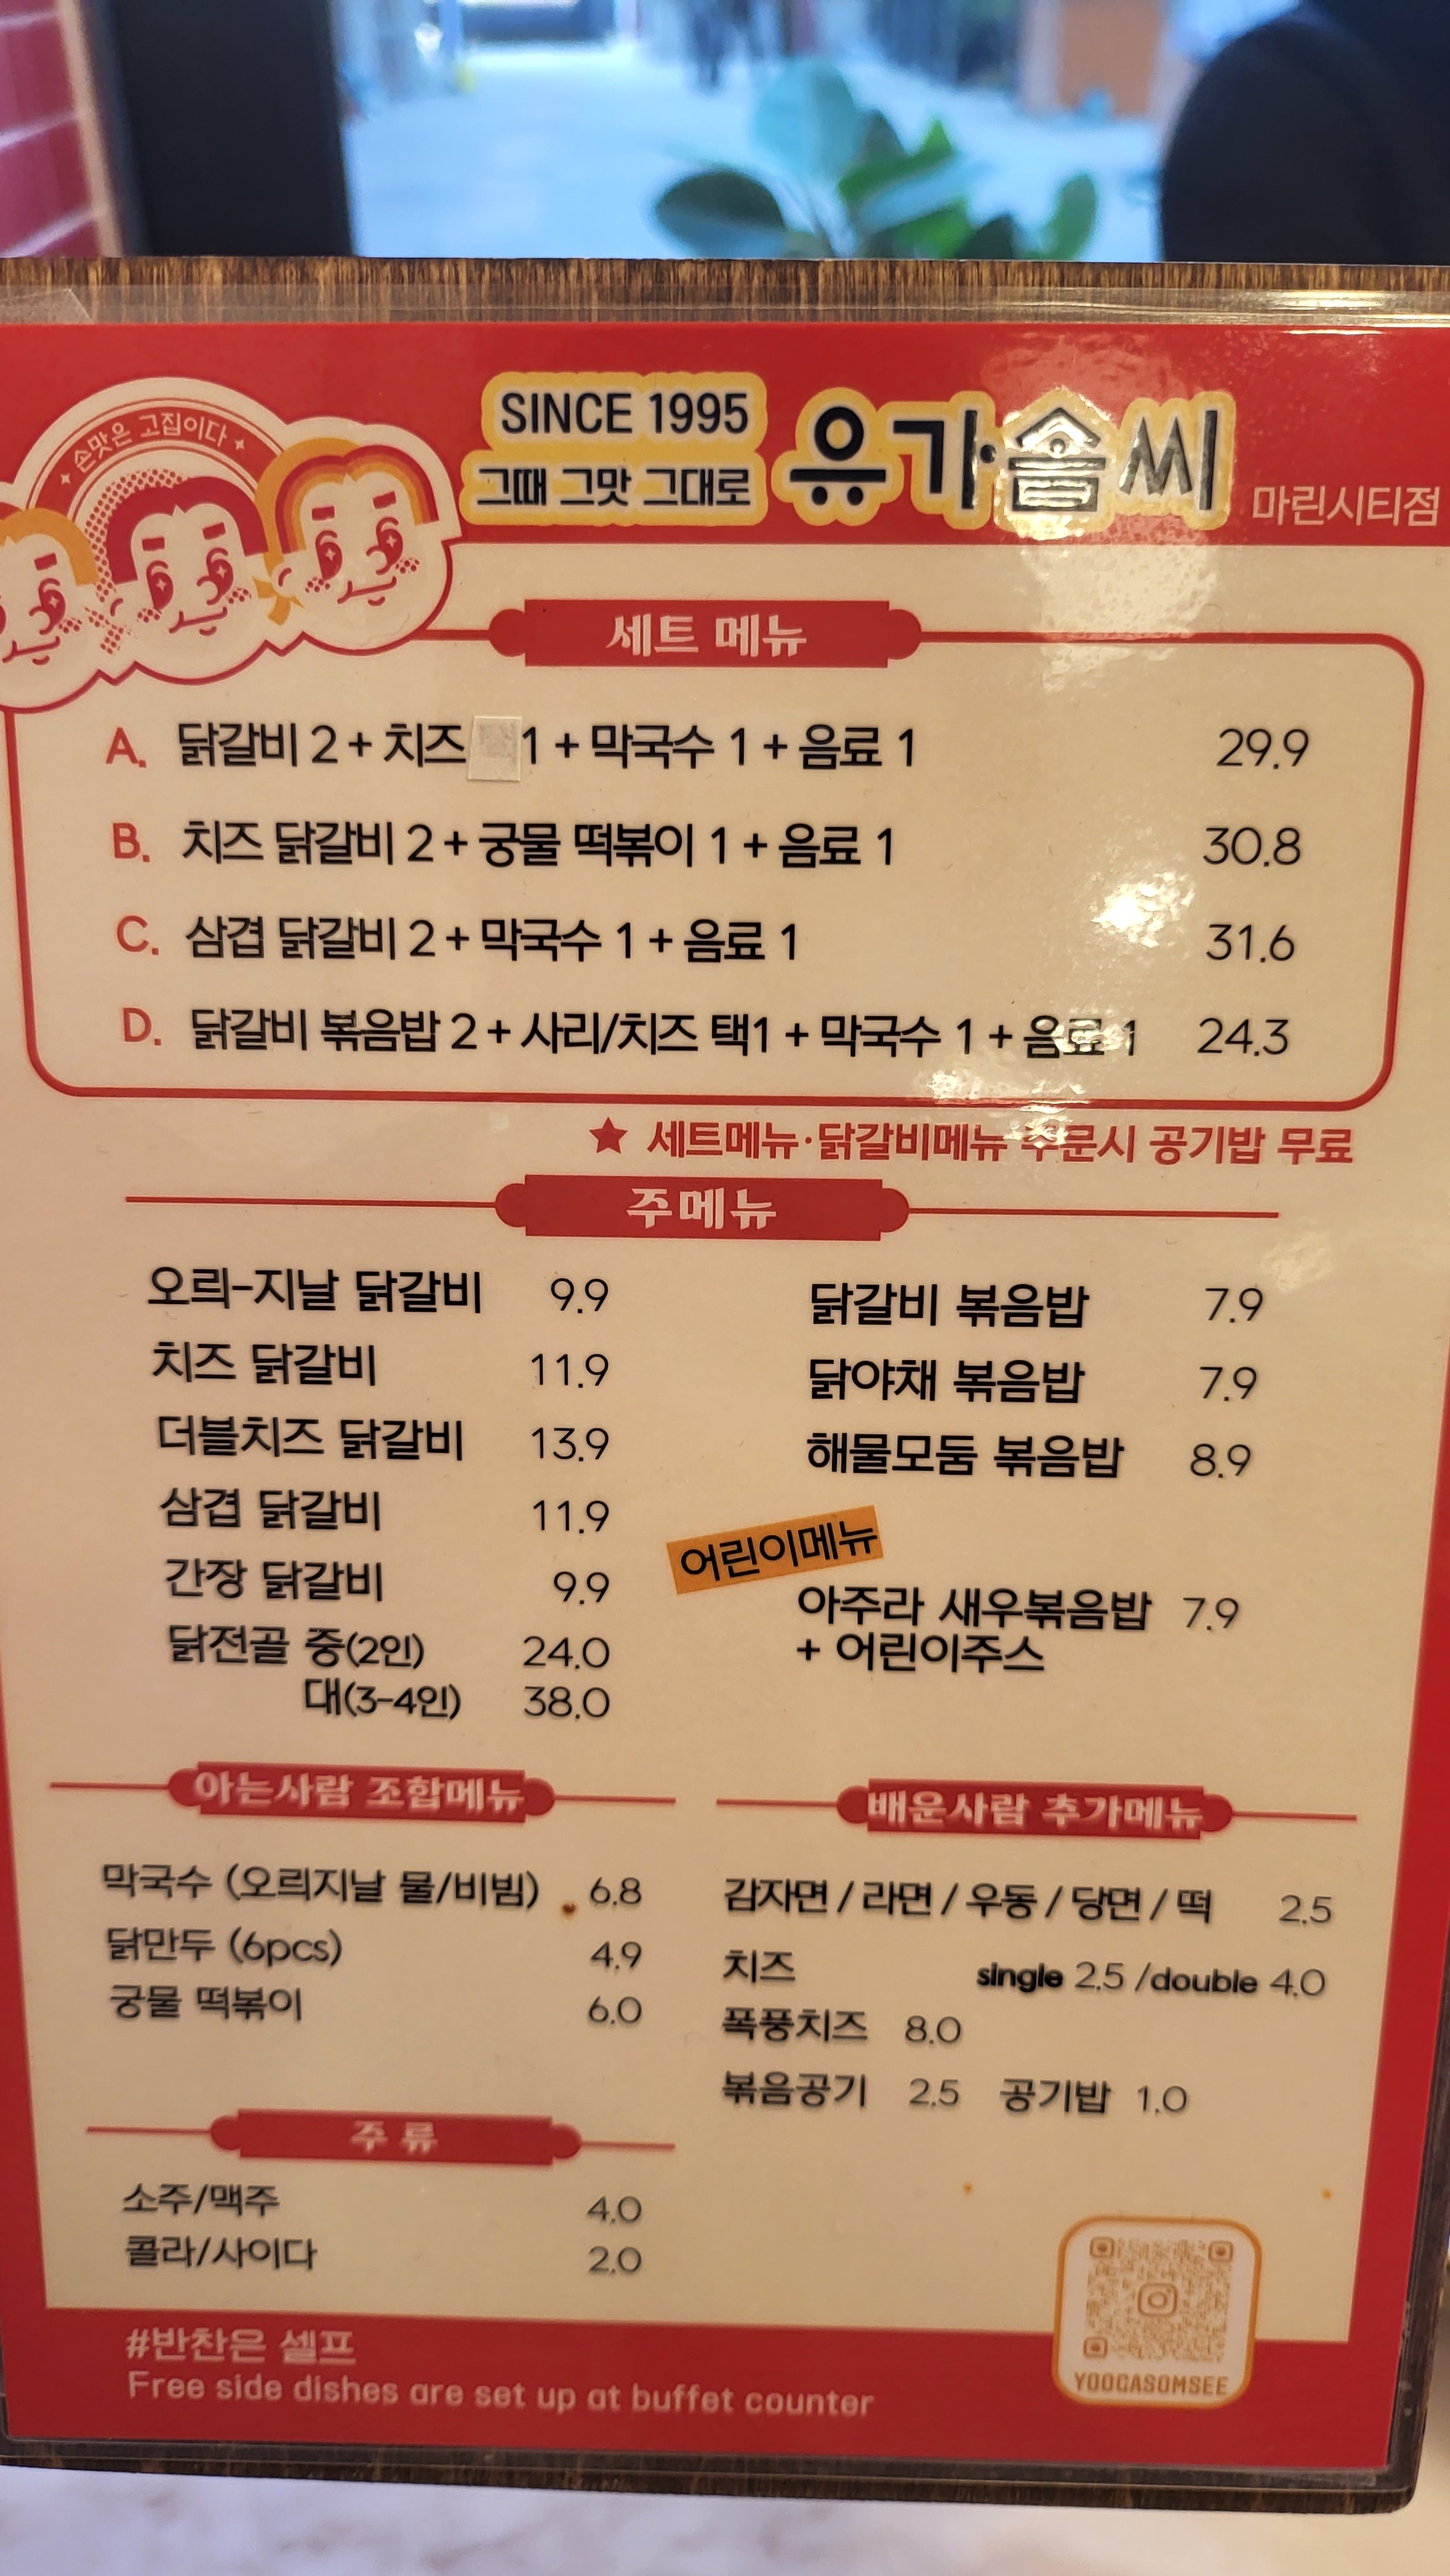 손맛은 고집이다
SINCE 1995
그때 그맛 그대로
유가솜씨 마린시티점
세트 메뉴
A. 닭갈비 2 + 치즈 1 + 막국수 1 + 음료 1 29.9
B. 치즈 닭갈비 2 + 궁물 떡볶이 1 + 음료 1 30.8
C. 삼겹 닭갈비 2 + 막국수 1 + 음료 1 31.6
D. 닭갈비 볶음밥 2 + 사리/치즈 택1 + 막국수 1 + 음료 1 24.3
★ 세트메뉴·닭갈비메뉴 주문시 공기밥 무료
주메뉴
오리-지날 닭갈비 9.9
치즈 닭갈비 11.9
더블치즈 닭갈비 13.9
삼겹 닭갈비 11.9
간장 닭갈비 9.9
닭전골 중(2인) 24.0
대(3-4인) 38.0
닭갈비 볶음밥 7.9
닭야채 볶음밥 7.9
해물모둠 볶음밥 8.9
어린이메뉴
아주라 새우볶음밥 7.9
+ 어린이주스
아는사람 조합메뉴
막국수 (오리지날 물/비빔) 6.8
닭만두 (6pcs) 4.9
궁물 떡볶이 6.0
배운사람 추가메뉴
감자면 / 라면 / 우동 / 당면 / 떡 2.5
치즈 single 2.5 /double 4.0
폭풍치즈 8.0
볶음공기 2.5 공기밥 1.0
주 류
소주/맥주 4.0
콜라/사이다 2.0
#반찬은 셀프
Free side dishes are set up at buffet counter
YOOGASOMSEE